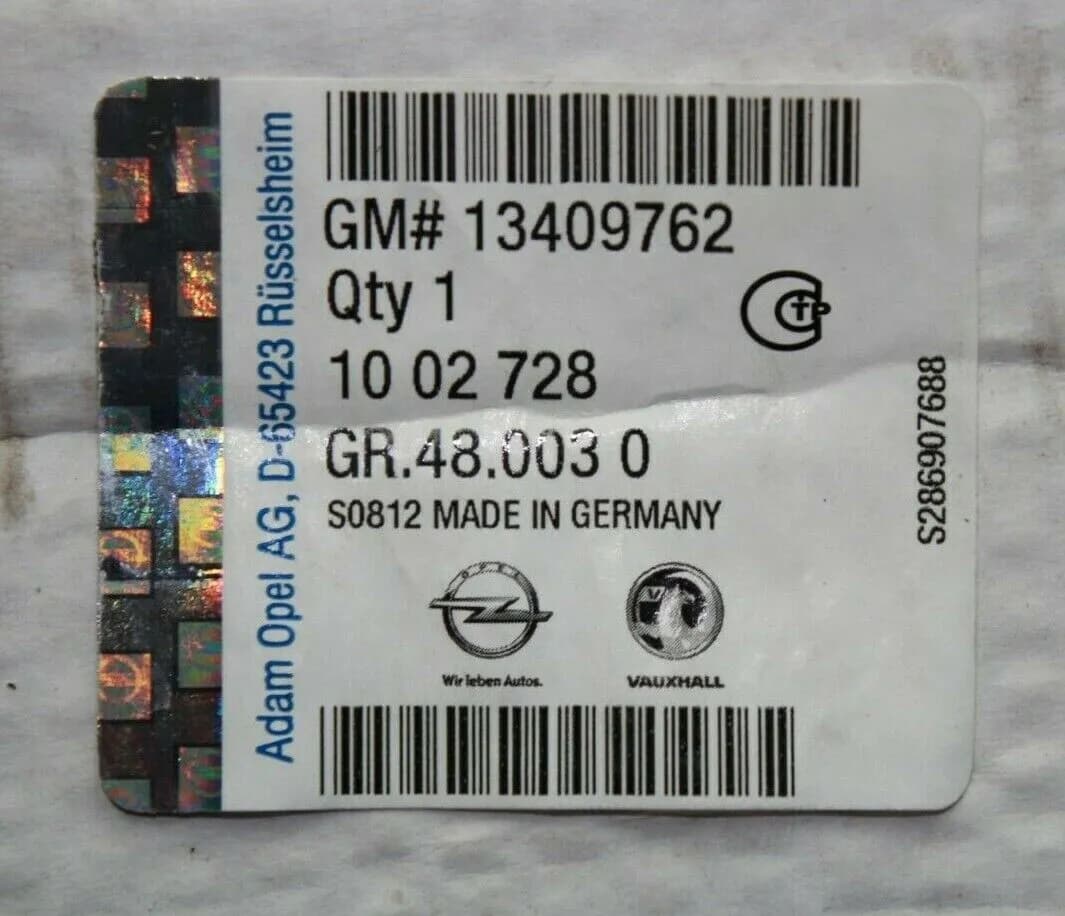 Adam Opel AG, D-65423 Rüsselsheim
GM# 13409762
Qty 1
10 02 728
GR.48.003 0
S0812 MADE IN GERMANY
S286907688
OPEL
Wir leben Autos.
VAUXHALL